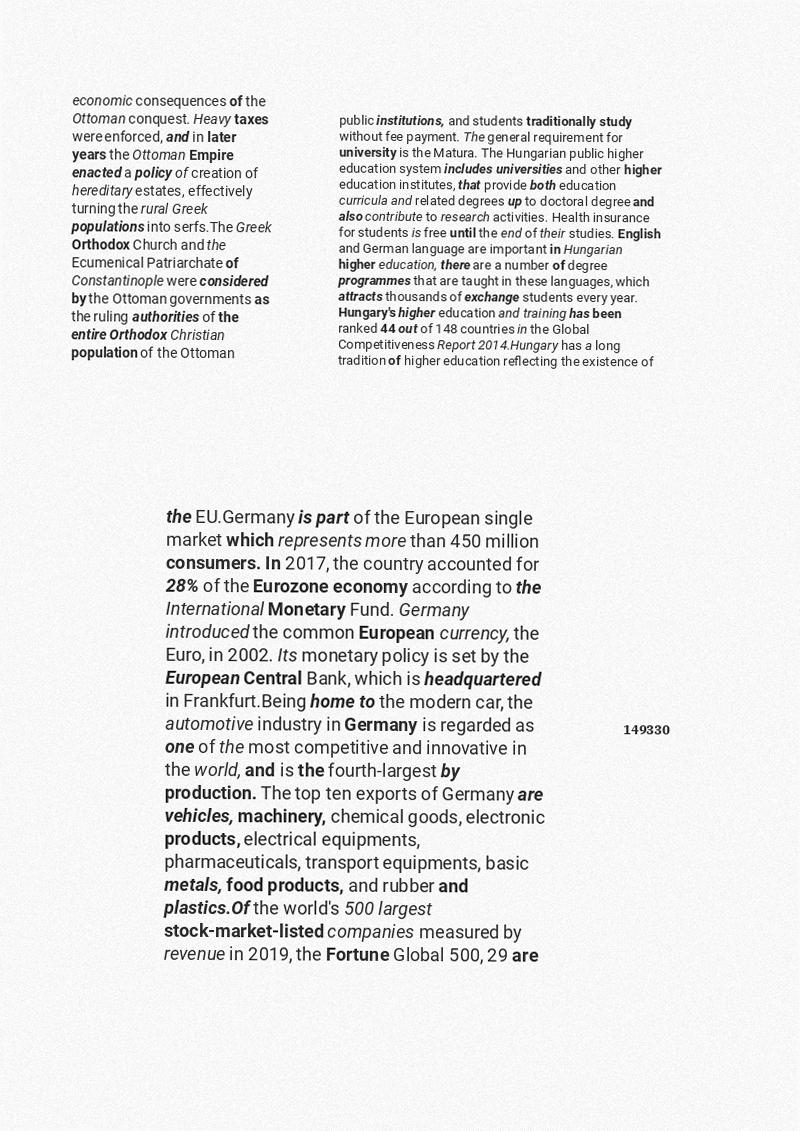 economic consequences of the
Ottoman conquest. Heavy taxes
were enforced, and in later
years the Ottoman Empire
enacted a policy of creation of
hereditary estates, effectively
turning the rural Greek
populations into serfs.The Greek
Orthodox Church and the
Ecumenical Patriarchate of
Constantinople were considered
by the Ottoman governments as
the ruling authorities of the
entire Orthodox Christian
population of the Ottoman
public institutions, and students traditionally study
without fee payment. The general requirement for
university is the Matura. The Hungarian public higher
education system includes universities and other higher
education institutes, that provide both education
curricula and related degrees up to doctoral degree and
also contribute to research activities. Health insurance
for students is free until the end of their studies. English
and German language are important in Hungarian
higher education, there are a number of degree
programmes that are taught in these languages, which
attracts thousands of exchange students every year.
Hungary's higher education and training has been
ranked 44 out of 148 countries in the Global
Competitiveness Report 2014.Hungary has a long
tradition of higher education reflecting the existence of
the EU.Germany is part of the European single
market which represents more than 450 million
consumers. In 2017, the country accounted for
28% of the Eurozone economy according to the
International Monetary Fund. Germany
introduced the common European currency, the
Euro, in 2002. Its monetary policy is set by the
European Central Bank, which is headquartered
in Frankfurt.Being home to the modern car, the
automotive industry in Germany is regarded as
one of the most competitive and innovative in
the world, and is the fourth-largest by
production. The top ten exports of Germany are
vehicles, machinery, chemical goods, electronic
products, electrical equipments,
pharmaceuticals, transport equipments, basic
metals, food products, and rubber and
plastics.Of the world's 500 largest
stock-market-listed companies measured by
revenue in 2019, the Fortune Global 500, 29 are
149330